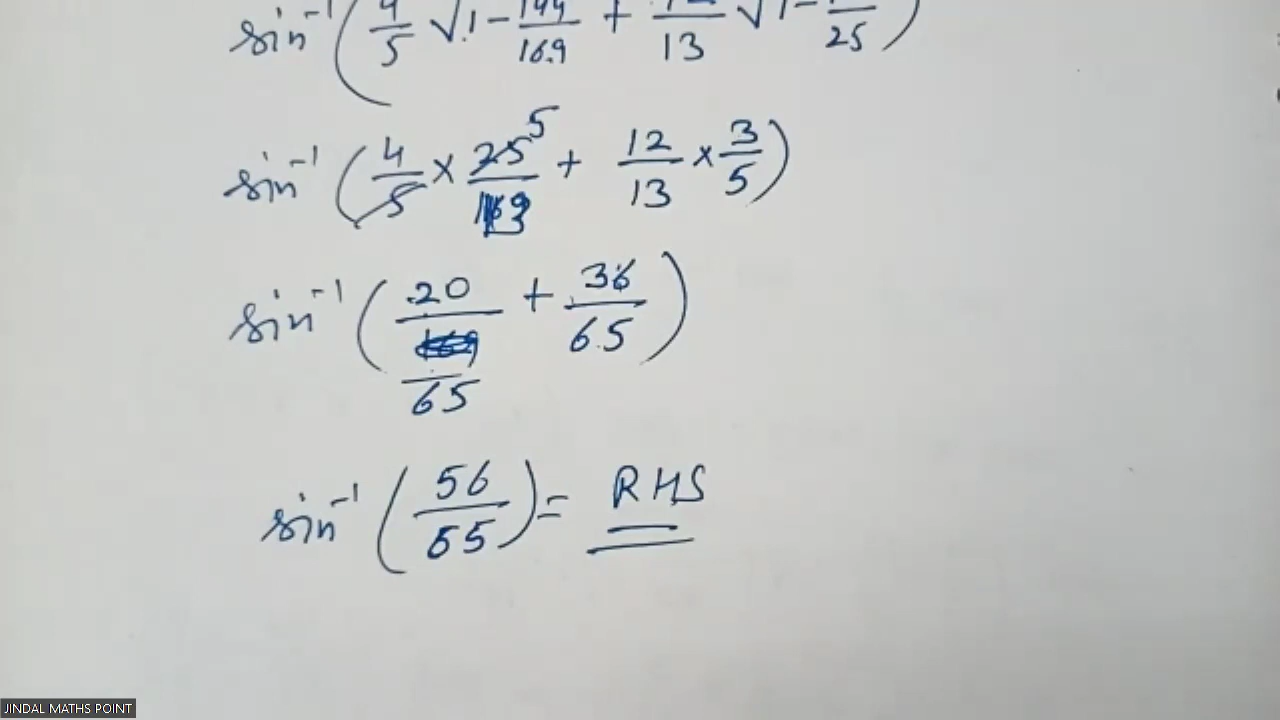 sin⁻¹ (4/5 √1 - 144/169 + 12/13 √1 - /25)
sin⁻¹ (4/5 × 25 5/13 + 12/13 × 3/5)
sin⁻¹ (20/65 + 36/65)
sin⁻¹ (56/65) = RHS
JINDAL MATHS POINT